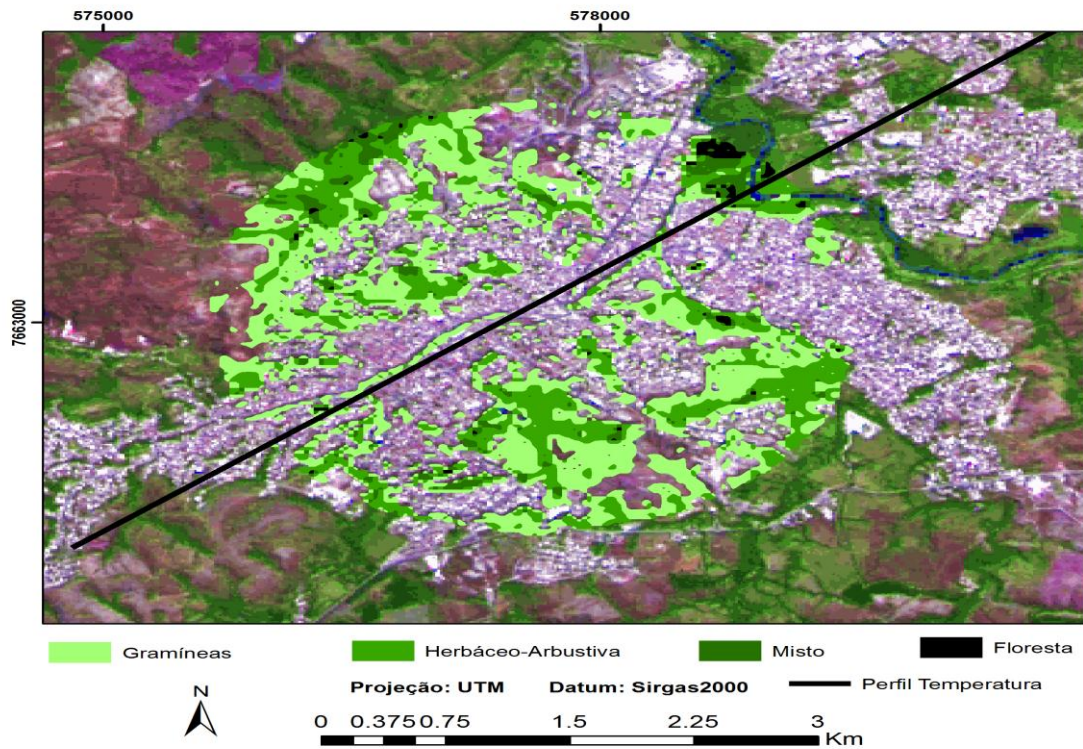 575000 578000
7663000
Gramíneas Herbáceo-Arbustiva Misto Floresta
Projeção: UTM Datum: Sirgas2000 Perfil Temperatura
N
0 0.375 0.75 1.5 2.25 3
Km